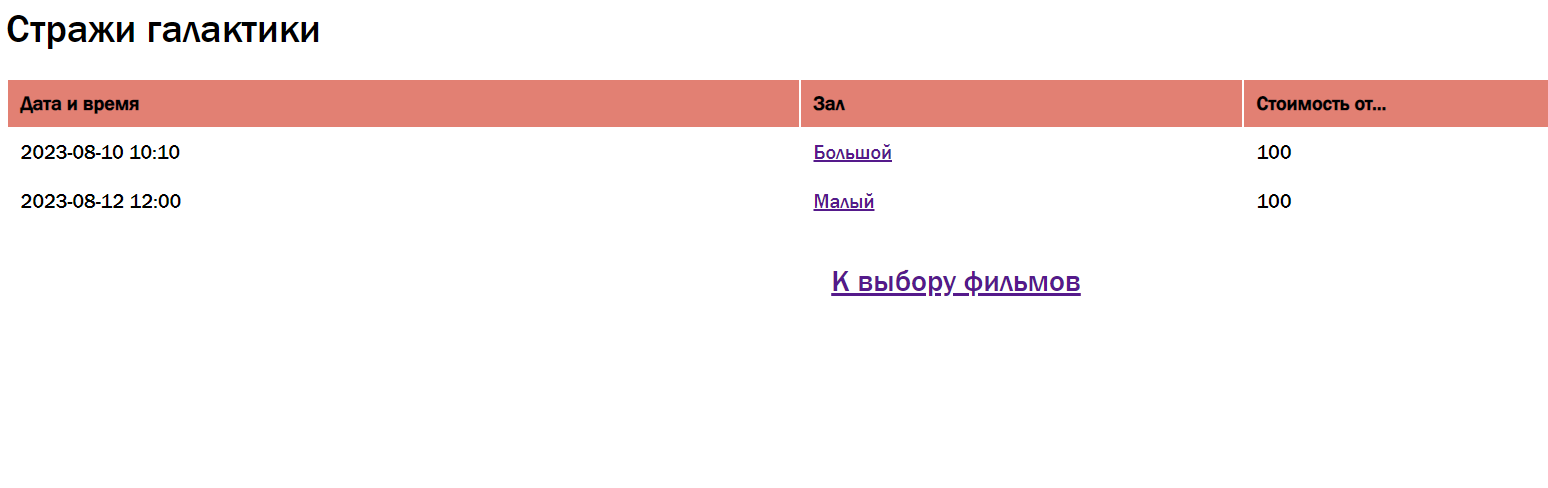 Стражи галактики
Дата и время Зал Стоимость от...
2023-08-10 10:10 Большой 100
2023-08-12 12:00 Малый 100
К выбору фильмов